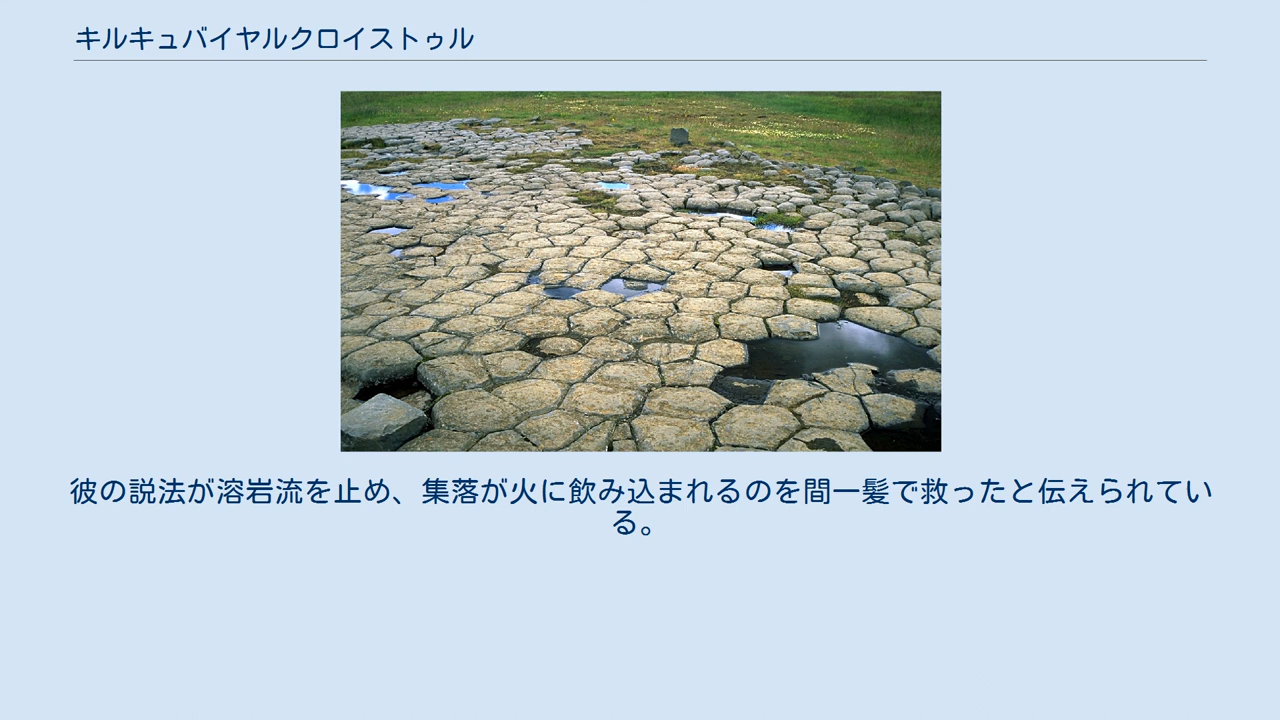 キルキュバイヤルクロイストゥル
彼の説法が溶岩流を止め、集落が火に飲み込まれるのを間一髪で救ったと伝えられてい
る。